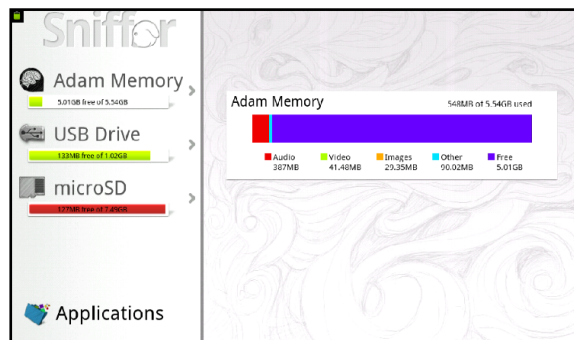 Sniffer
Adam Memory
5.01GB free of 5.54GB
USB Drive
133MB free of 1.02GB
microSD
127MB free of 7.45GB
Applications
Adam Memory
548MB of 5.54GB used
Audio
387MB
Video
41.48MB
Images
29.35MB
Other
90.02MB
Free
5.01GB